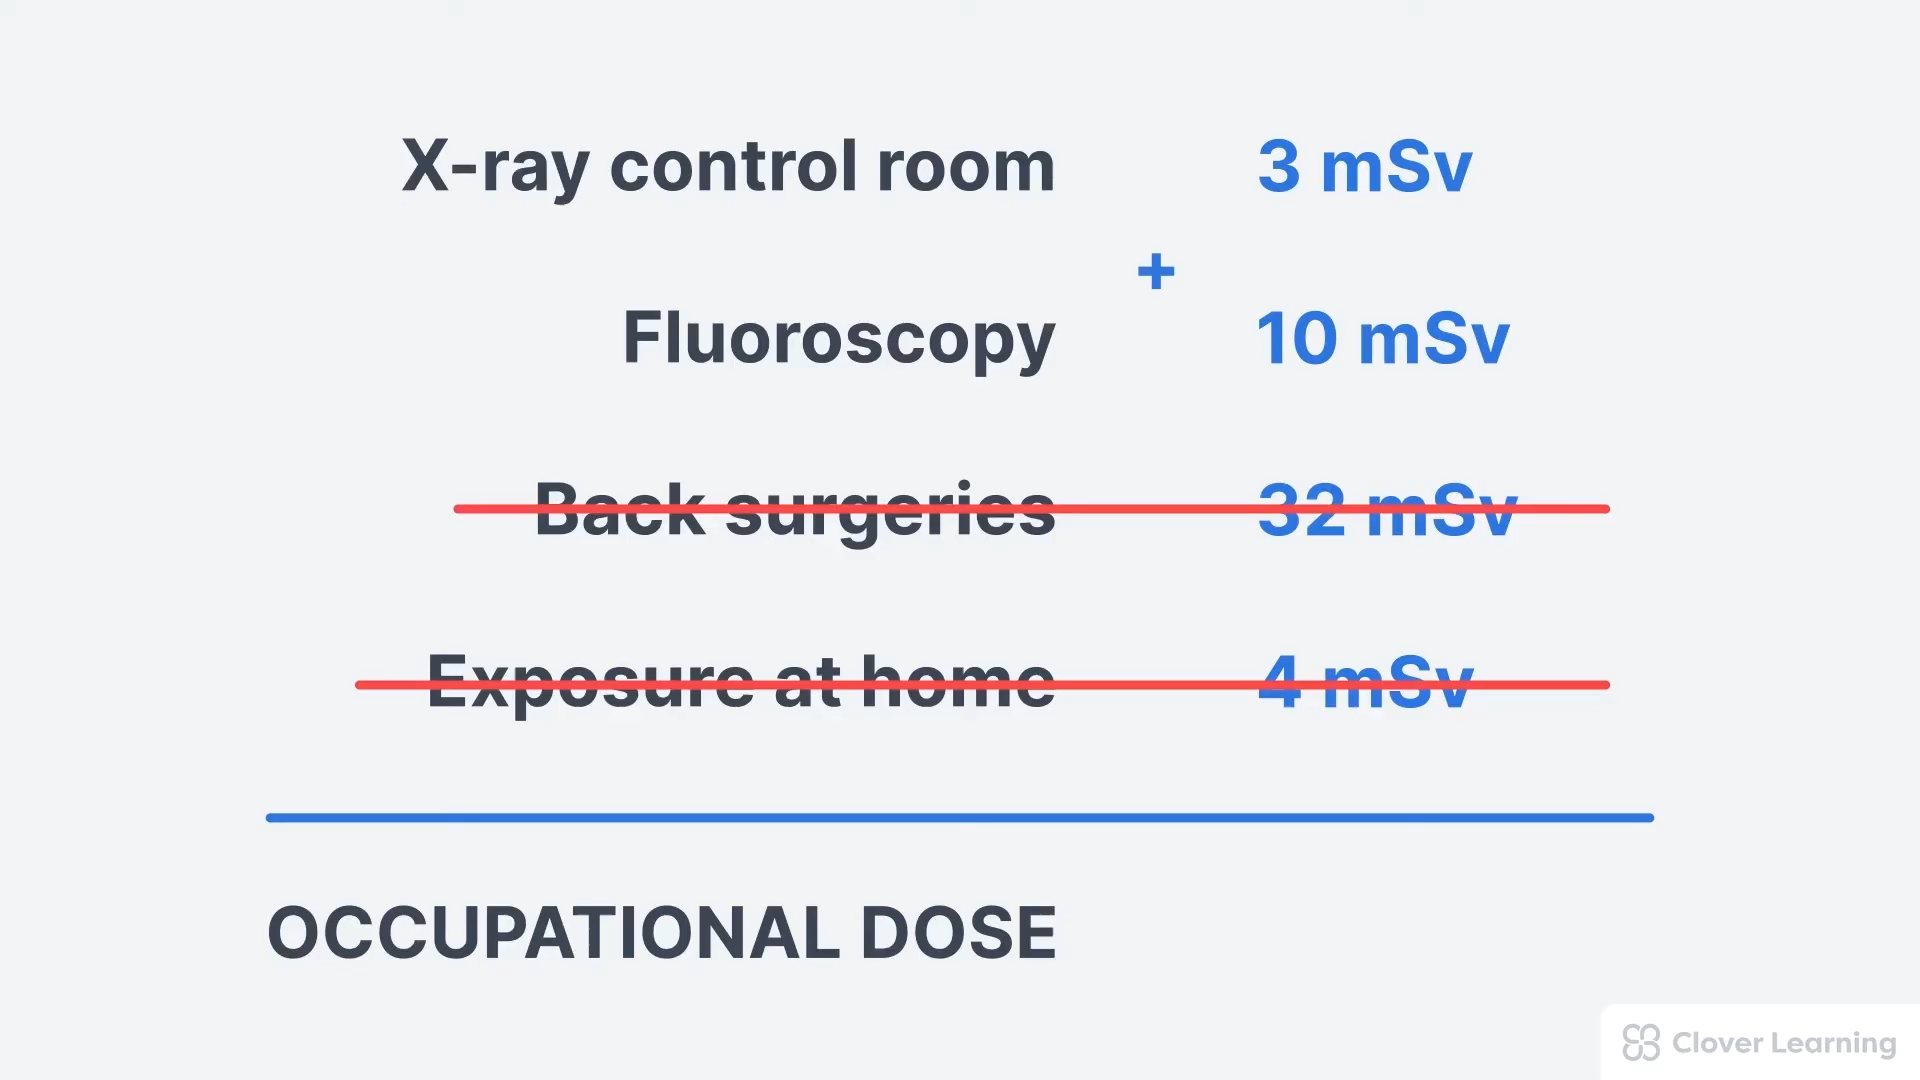 X-ray control room 3 mSv
+
Fluoroscopy 10 mSv
Back surgeries 32 mSv
Exposure at home 4 mSv
OCCUPATIONAL DOSE
Clover Learning